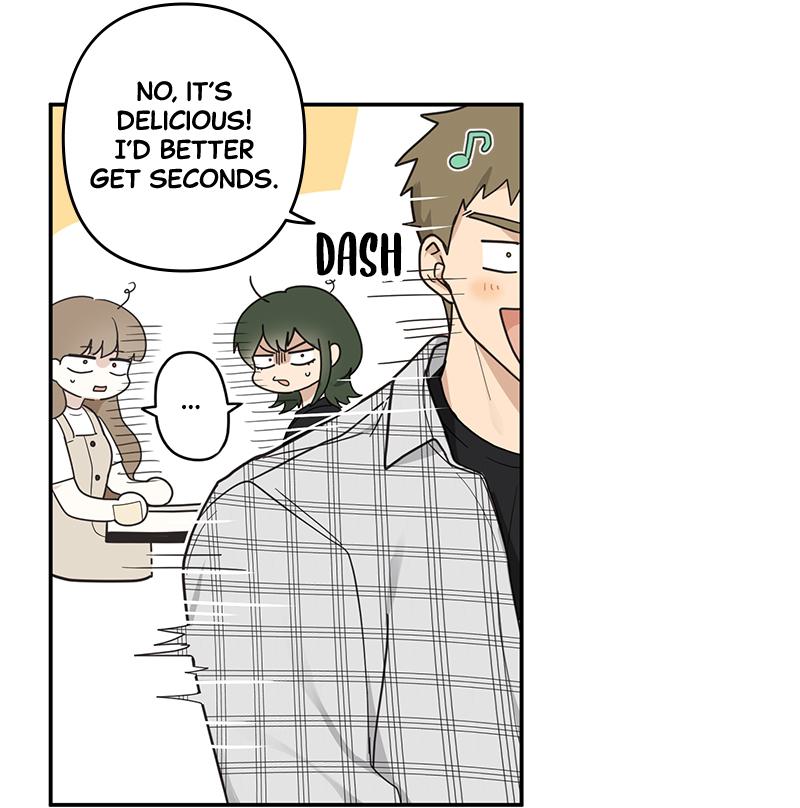 NO, IT'S
DELICIOUS!
I'D BETTER
GET SECONDS.
DASH
...